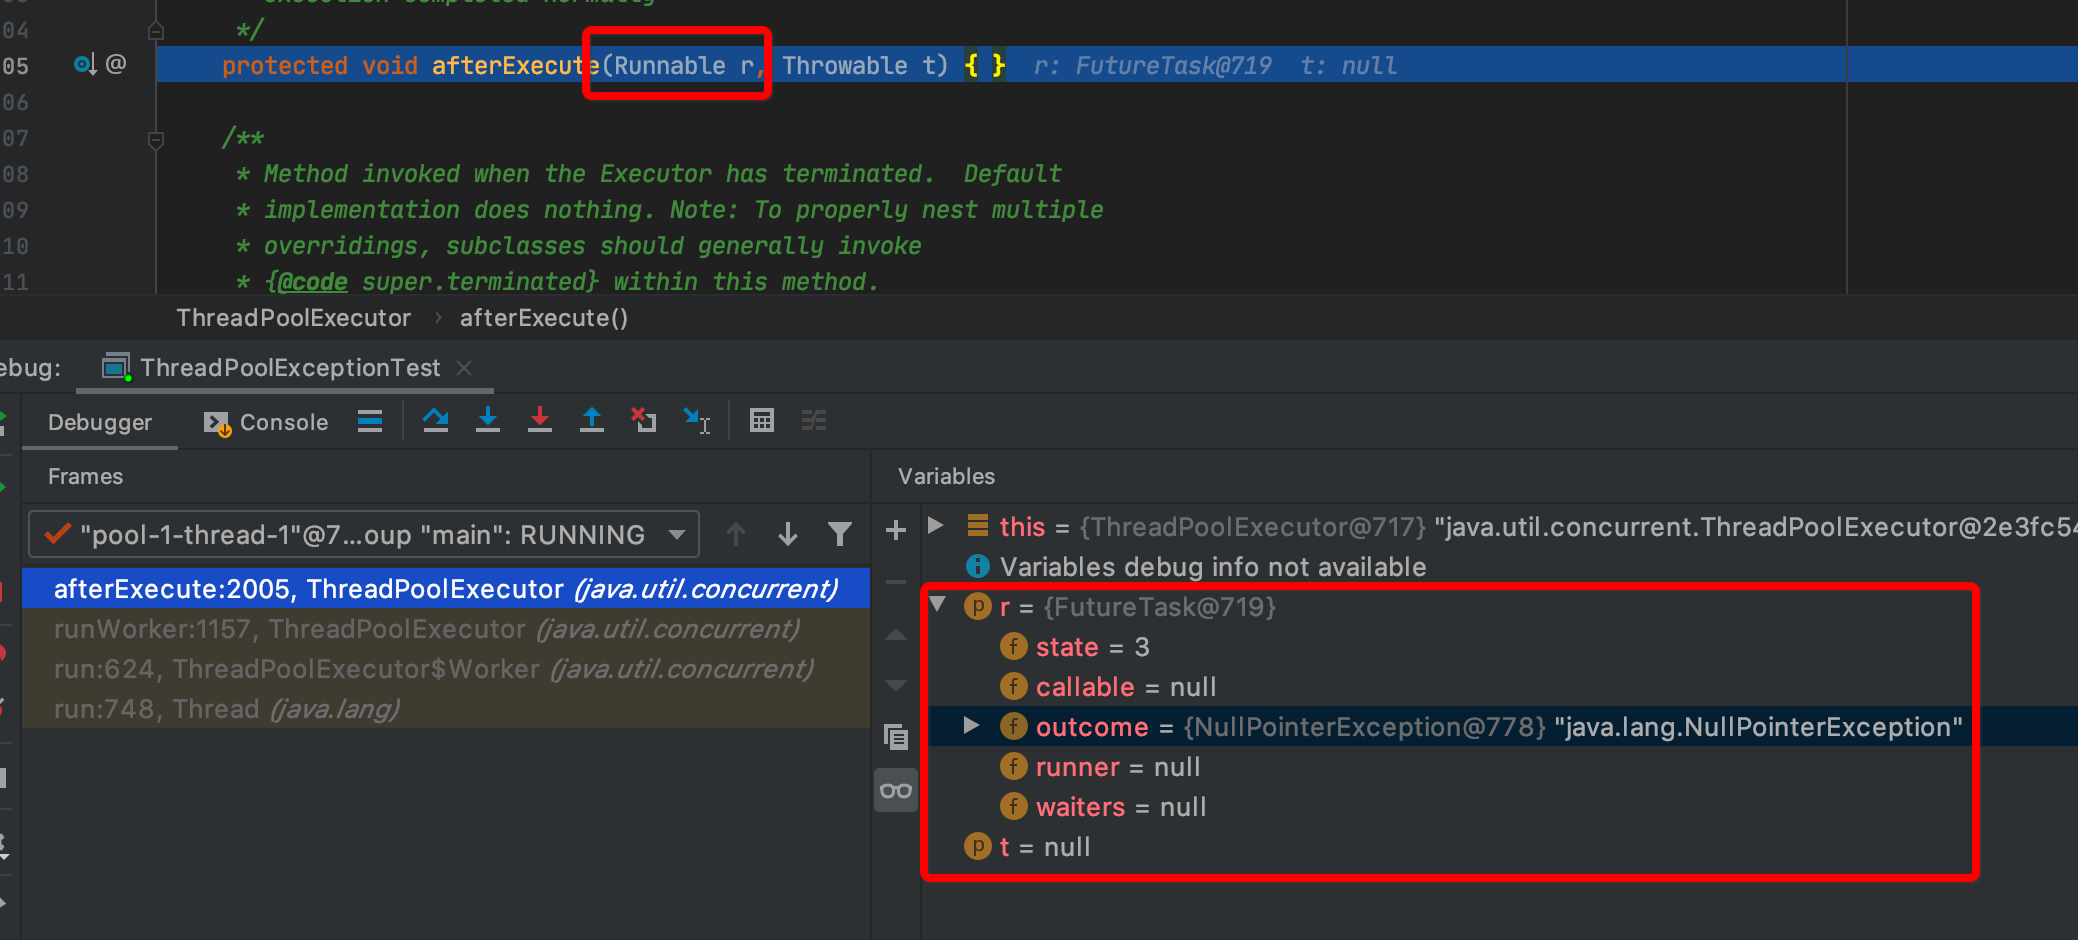 execution completed normally
04 */
05 @ protected void afterExecute(Runnable r, Throwable t) { } r: FutureTask@719 t: null
06
07 /**
08 * Method invoked when the Executor has terminated. Default
09 * implementation does nothing. Note: To properly nest multiple
10 * overridings, subclasses should generally invoke
11 * {@code super.terminated} within this method.
ThreadPoolExecutor › afterExecute()
ebug: ThreadPoolExceptionTest ×
Debugger Console
Frames
Variables
"pool-1-thread-1"@7...oup "main": RUNNING
afterExecute:2005, ThreadPoolExecutor (java.util.concurrent)
runWorker:1157, ThreadPoolExecutor (java.util.concurrent)
run:624, ThreadPoolExecutor$Worker (java.util.concurrent)
run:748, Thread (java.lang)
this = {ThreadPoolExecutor@717} "java.util.concurrent.ThreadPoolExecutor@2e3fc54
Variables debug info not available
p r = {FutureTask@719}
f state = 3
f callable = null
f outcome = {NullPointerException@778} "java.lang.NullPointerException"
f runner = null
f waiters = null
p t = null